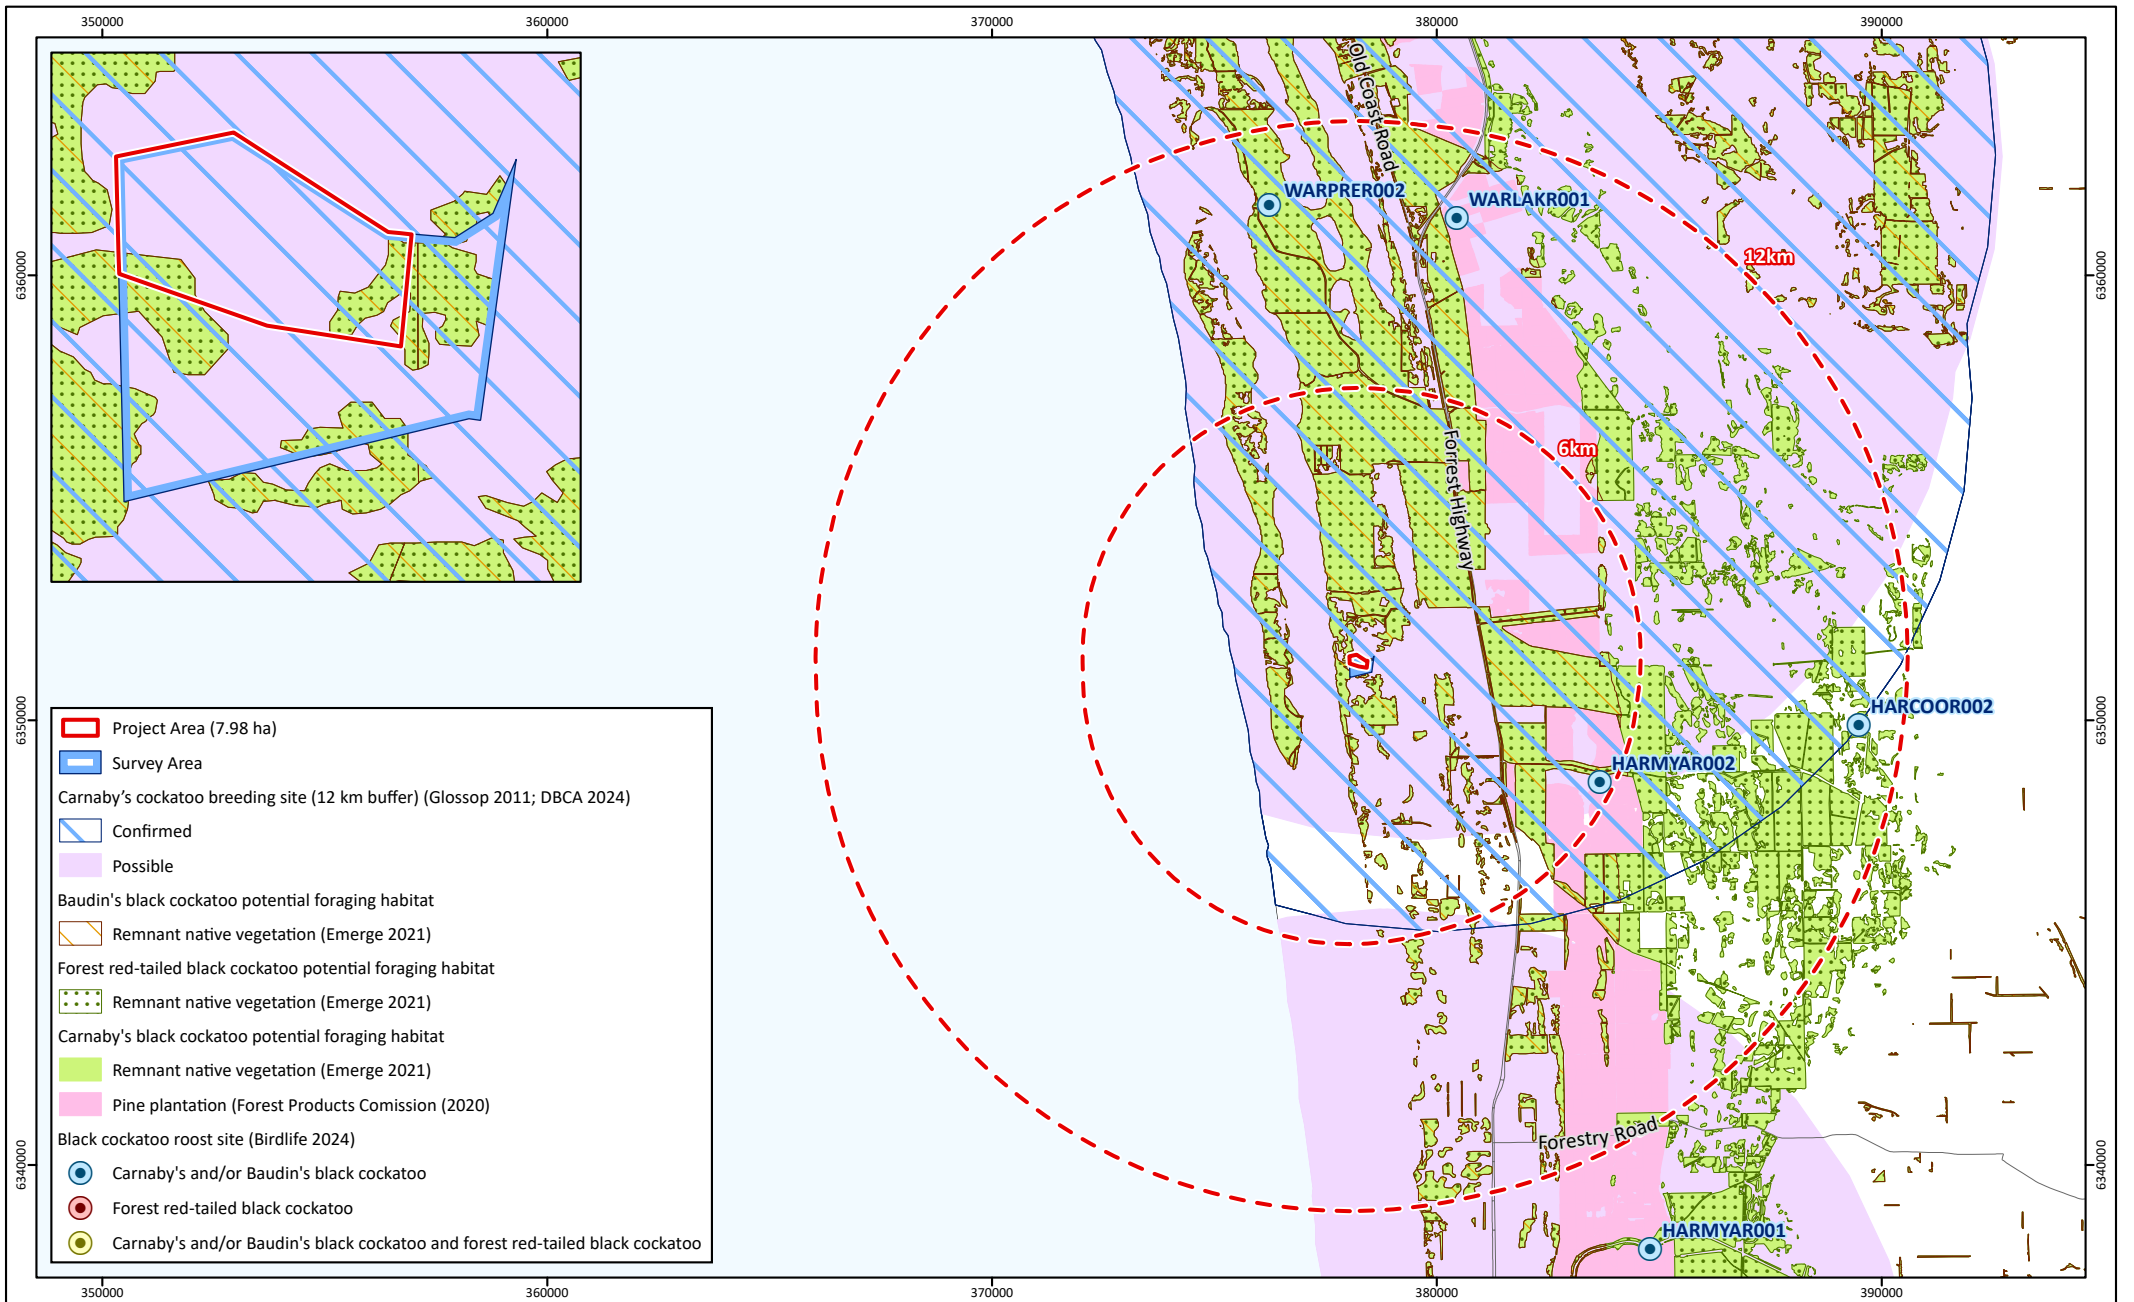 350000
360000
370000
380000
390000
Old Coast Road
WARPRER002
WARLAKR001
12km
6360000
6360000
6km
Forrest Highway
HARCOOR002
6350000
6350000
HARMYAR002
Project Area (7.98 ha)
Survey Area
Carnaby's cockatoo breeding site (12 km buffer) (Glossop 2011; DBCA 2024)
Confirmed
Possible
Baudin's black cockatoo potential foraging habitat
Remnant native vegetation (Emerge 2021)
Forest red-tailed black cockatoo potential foraging habitat
Remnant native vegetation (Emerge 2021)
Carnaby's black cockatoo potential foraging habitat
Remnant native vegetation (Emerge 2021)
Pine plantation (Forest Products Comission (2020)
Black cockatoo roost site (Birdlife 2024)
Carnaby's and/or Baudin's black cockatoo
Forest red-tailed black cockatoo
Carnaby's and/or Baudin's black cockatoo and forest red-tailed black cockatoo
Forestry Road
6340000
6340000
HARMYAR001
350000
360000
370000
380000
390000